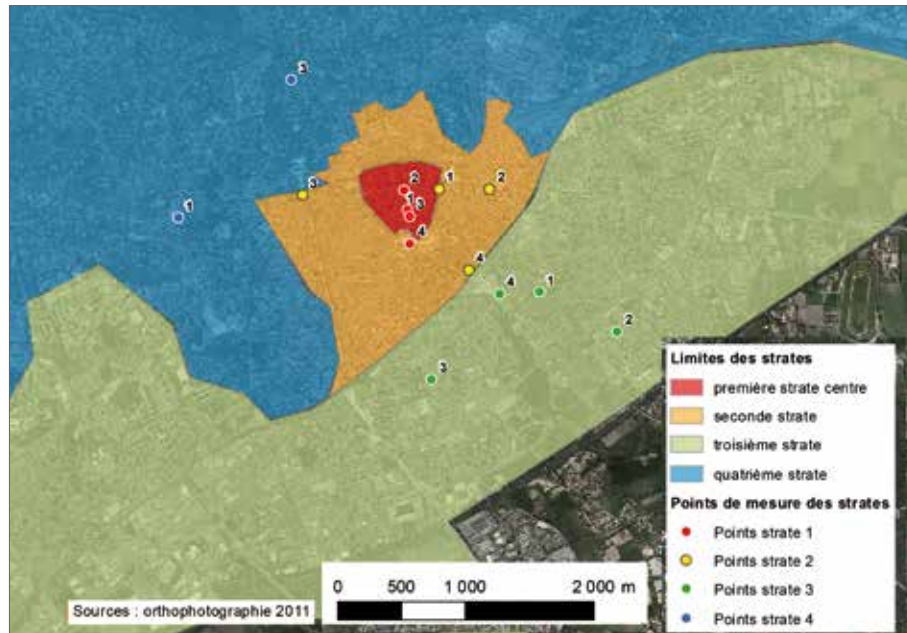 3
2
1
2
3
1
3
1
4
4
4
1
2
3
Limites des strates
première strate centre
seconde strate
troisième strate
quatrième strate
Points de mesure des strates
Points strate 1
Points strate 2
Points strate 3
Points strate 4
0 500 1 000 2 000 m
Sources : orthophotographie 2011